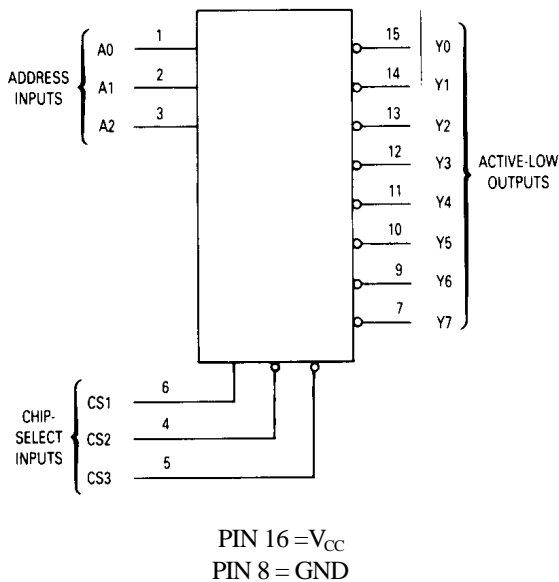 ADDRESS
INPUTS
A0 1
A1 2
A2 3
15 Y0
14 Y1
13 Y2
12 Y3
11 Y4
10 Y5
9 Y6
7 Y7
ACTIVE-LOW
OUTPUTS
CHIP-
SELECT
INPUTS
CS1 6
CS2 4
CS3 5
PIN 16 =VCC
PIN 8 = GND